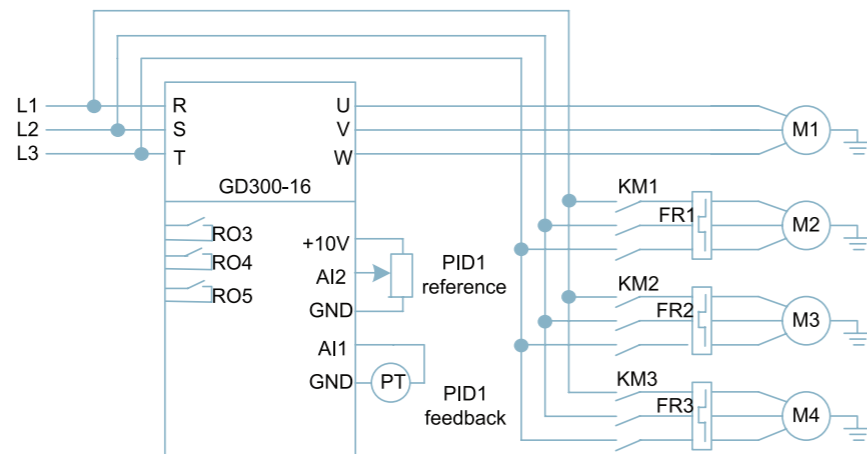 L1
R
U
L2
S
V
M1
L3
T
W
GD300-16
KM1
FR1
M2
RO3
+10V
RO4
AI2
PID1
reference
RO5
GND
KM2
FR2
M3
AI1
GND
PT
PID1
feedback
KM3
FR3
M4